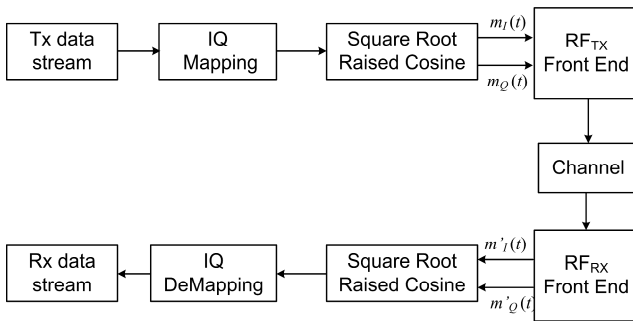 Tx data
stream
IQ
Mapping
Square Root
Raised Cosine
m_I(t)
m_Q(t)
RF_TX
Front End
Channel
Rx data
stream
IQ
DeMapping
Square Root
Raised Cosine
m'_I(t)
m'_Q(t)
RF_RX
Front End